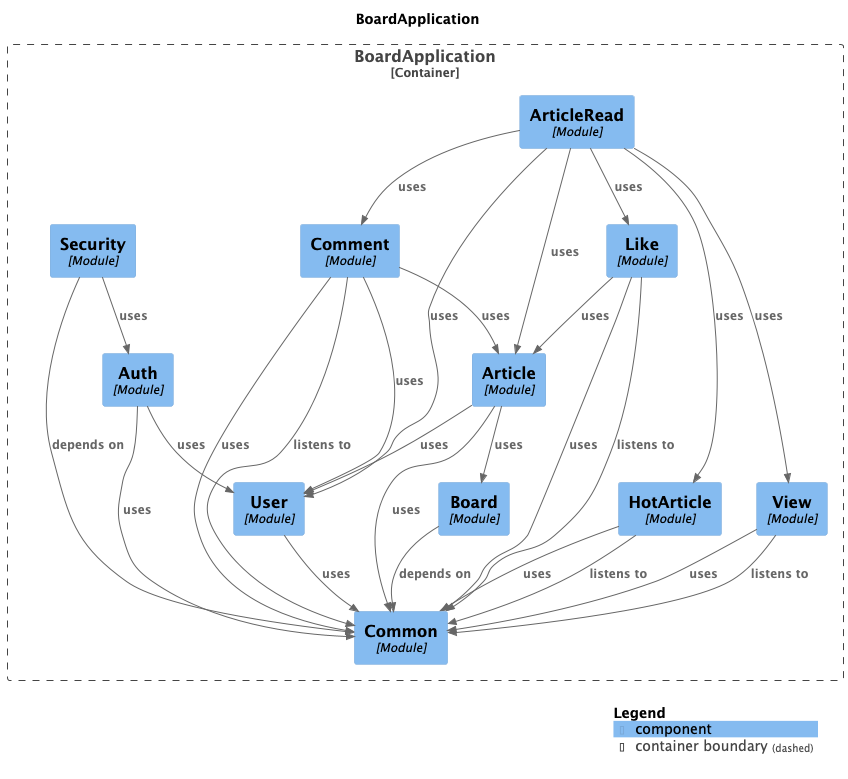 BoardApplication
BoardApplication
[Container]
ArticleRead
[Module]
uses
uses
Security
[Module]
Comment
[Module]
Like
[Module]
uses
uses
uses
uses
uses
uses
uses
Auth
[Module]
Article
[Module]
uses
depends on
uses
uses
listens to
uses
uses
uses
listens to
User
[Module]
Board
[Module]
HotArticle
[Module]
View
[Module]
uses
uses
uses
depends on
uses
listens to
uses
listens to
Common
[Module]
Legend
component
container boundary (dashed)